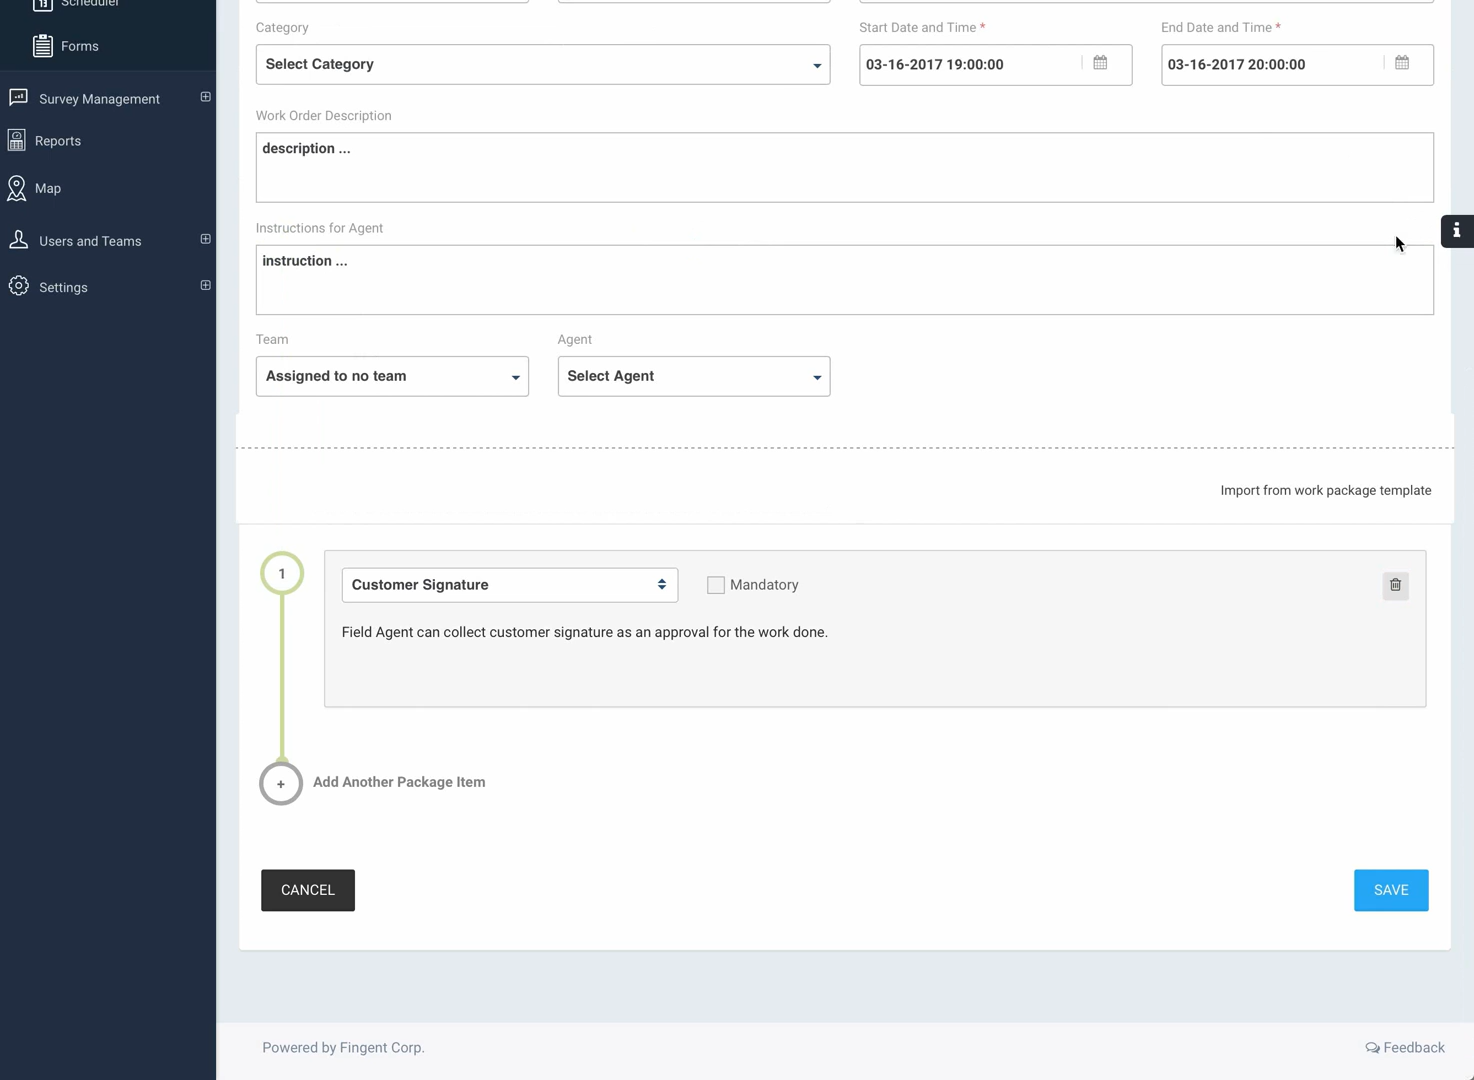 Scheduler
Forms
Survey Management
Reports
Map
Users and Teams
Settings
Category
Start Date and Time *
End Date and Time *
Select Category
03-16-2017 19:00:00
03-16-2017 20:00:00
Work Order Description
description ...
Instructions for Agent
instruction ...
Team
Agent
Assigned to no team
Select Agent
Import from work package template
1
Customer Signature
Mandatory
Field Agent can collect customer signature as an approval for the work done.
+
Add Another Package Item
CANCEL
SAVE
Powered by Fingent Corp.
Feedback